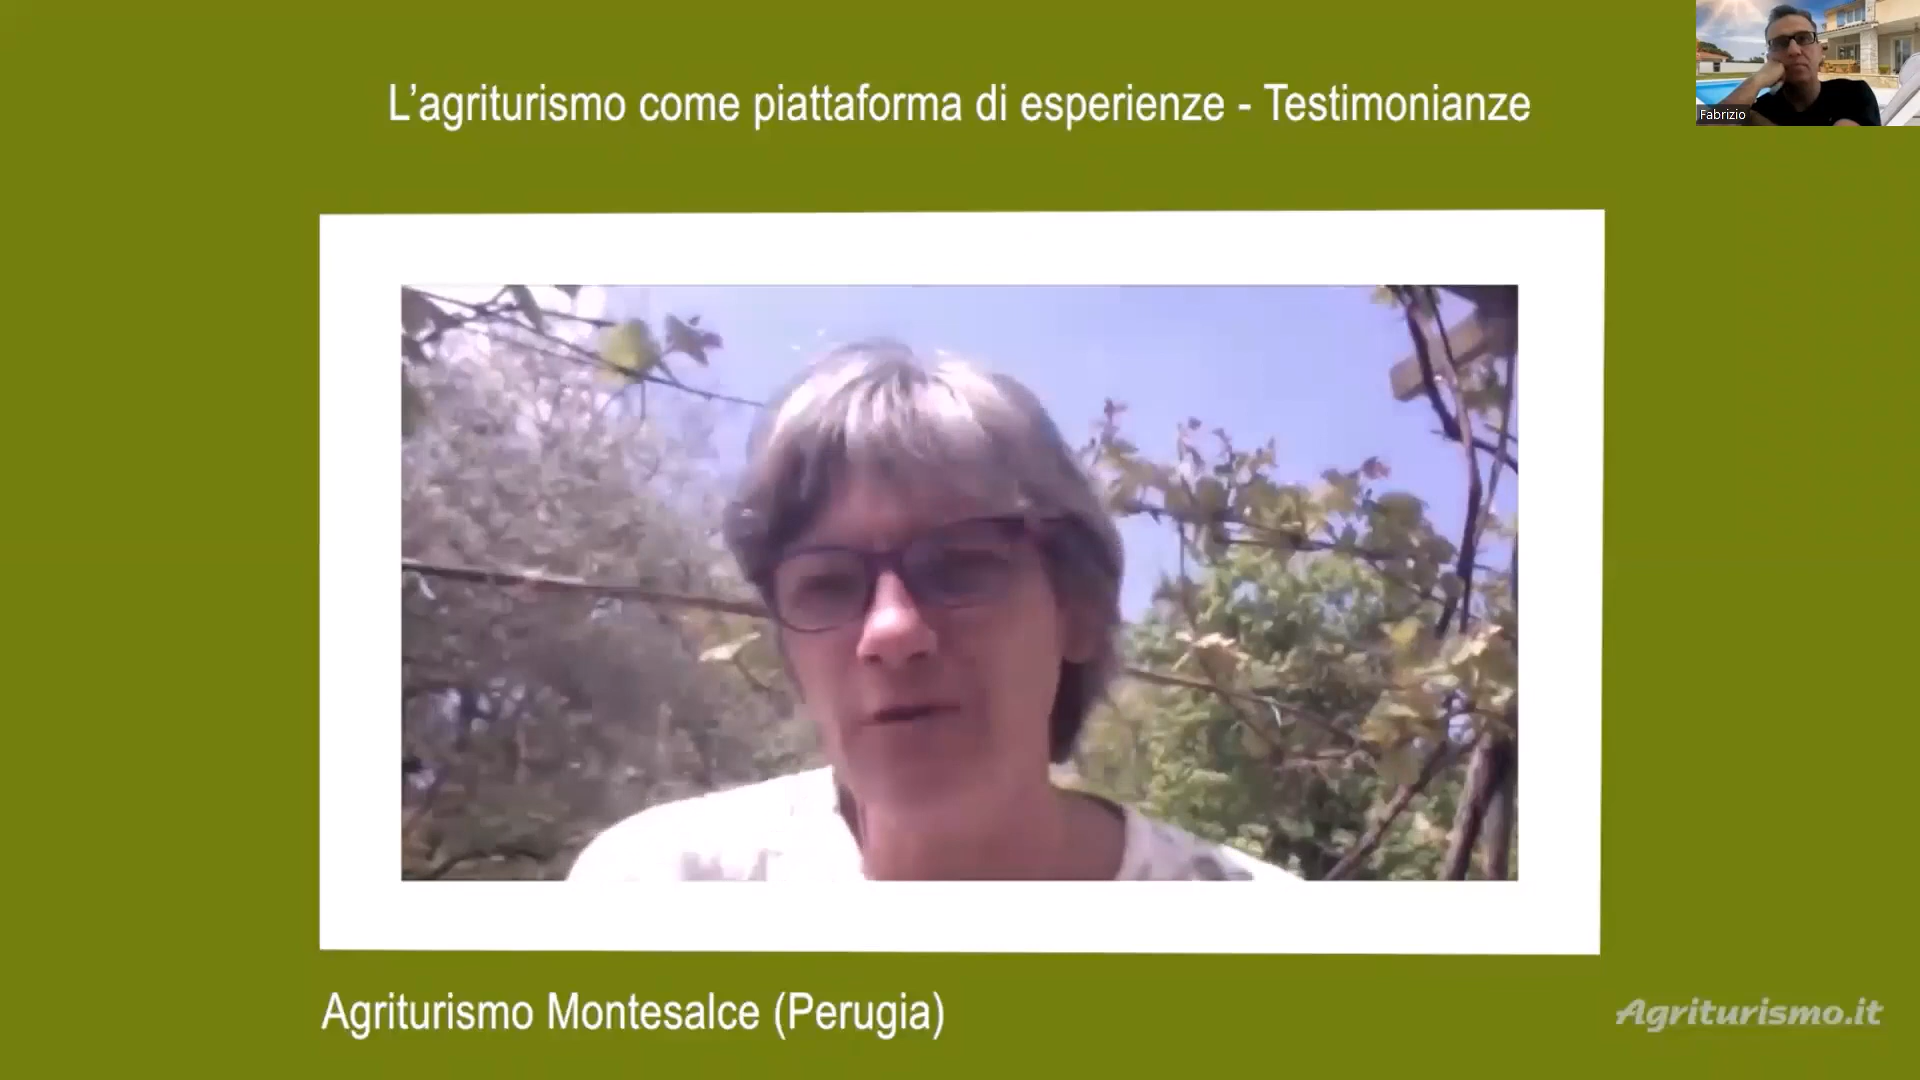 L’agriturismo come piattaforma di esperienze - Testimonianze
Fabrizio
Agriturismo Montesalce (Perugia)
Agriturismo.it